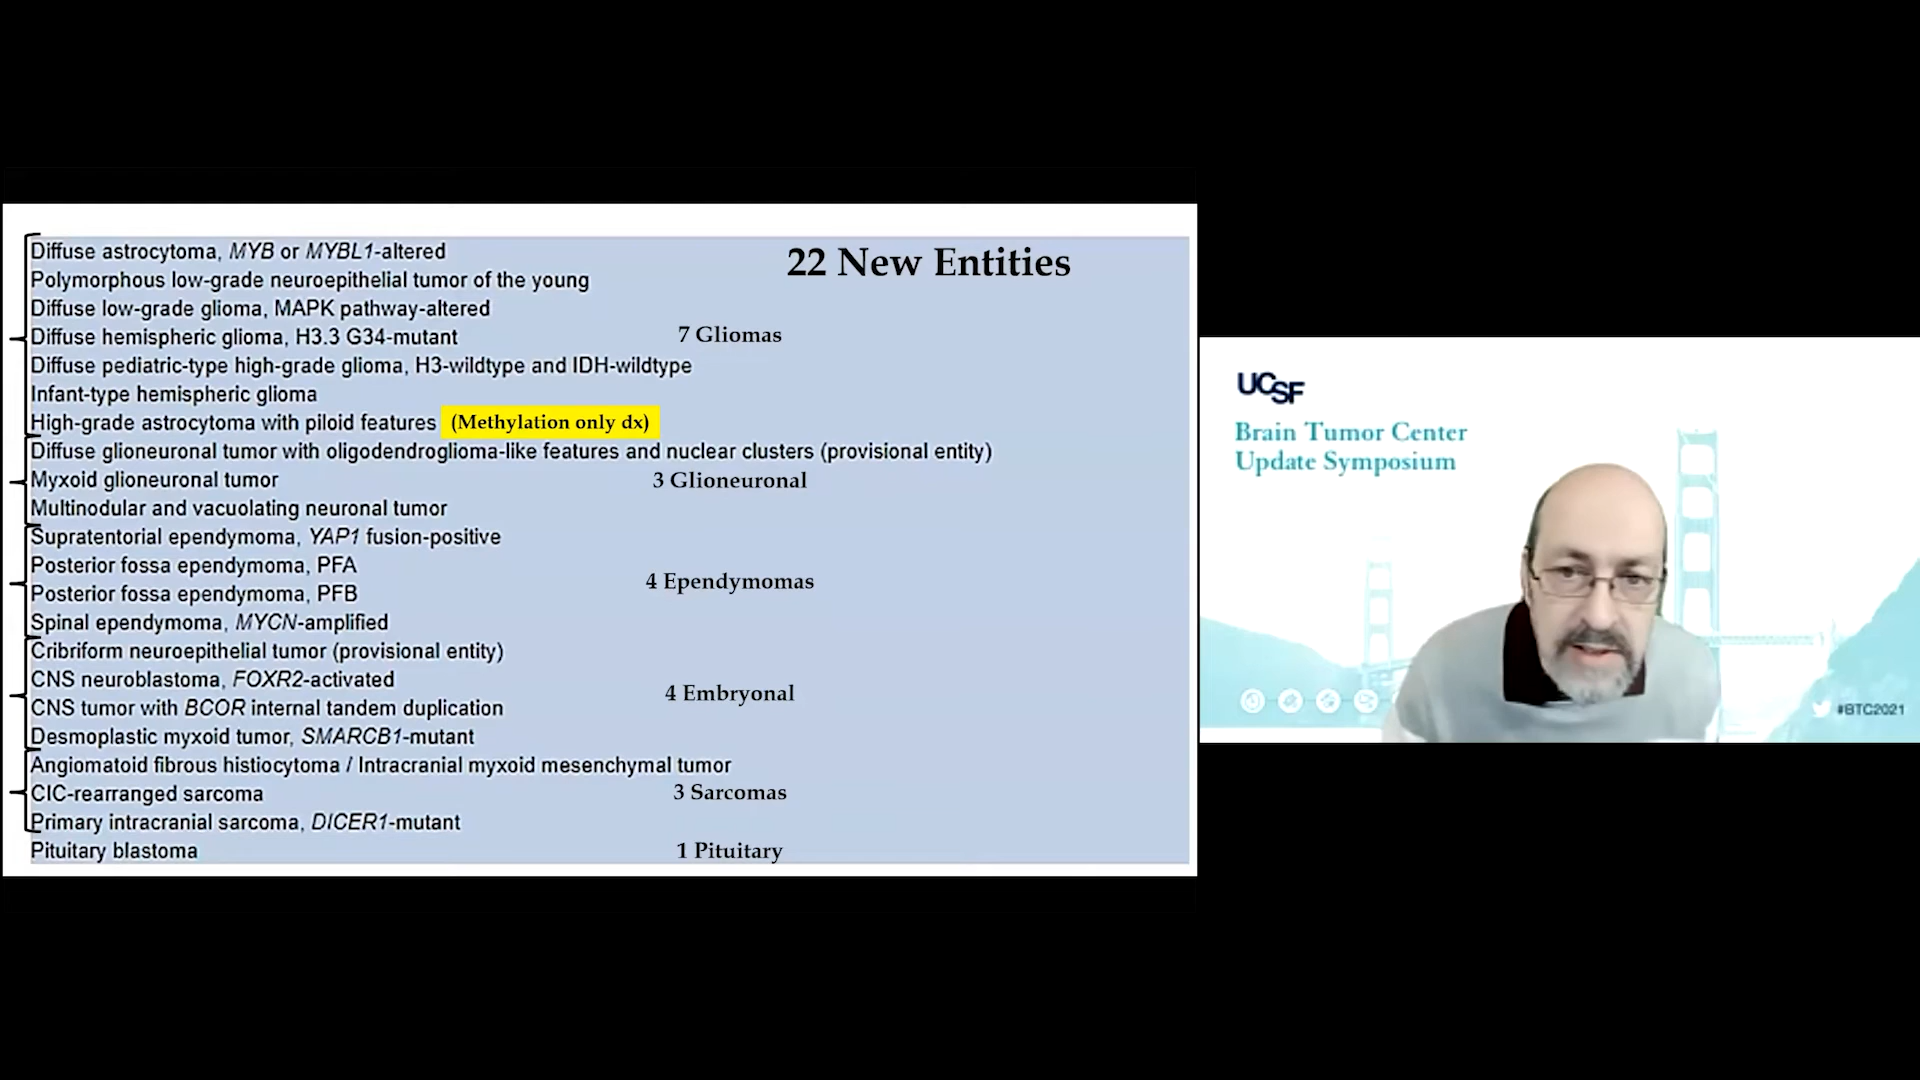 22 New Entities
Diffuse astrocytoma, MYB or MYBL1-altered
Polymorphous low-grade neuroepithelial tumor of the young
Diffuse low-grade glioma, MAPK pathway-altered
Diffuse hemispheric glioma, H3.3 G34-mutant
7 Gliomas
Diffuse pediatric-type high-grade glioma, H3-wildtype and IDH-wildtype
Infant-type hemispheric glioma
High-grade astrocytoma with piloid features (Methylation only dx)
Diffuse glioneuronal tumor with oligodendroglioma-like features and nuclear clusters (provisional entity)
Myxoid glioneuronal tumor
3 Glioneuronal
Multinodular and vacuolating neuronal tumor
Supratentorial ependymoma, YAP1 fusion-positive
Posterior fossa ependymoma, PFA
4 Ependymomas
Posterior fossa ependymoma, PFB
Spinal ependymoma, MYCN-amplified
Cribriform neuroepithelial tumor (provisional entity)
CNS neuroblastoma, FOXR2-activated
4 Embryonal
CNS tumor with BCOR internal tandem duplication
Desmoplastic myxoid tumor, SMARCB1-mutant
Angiomatoid fibrous histiocytoma / Intracranial myxoid mesenchymal tumor
CIC-rearranged sarcoma
3 Sarcomas
Primary intracranial sarcoma, DICER1-mutant
Pituitary blastoma
1 Pituitary
UCSF
Brain Tumor Center
Update Symposium
#BTC2021